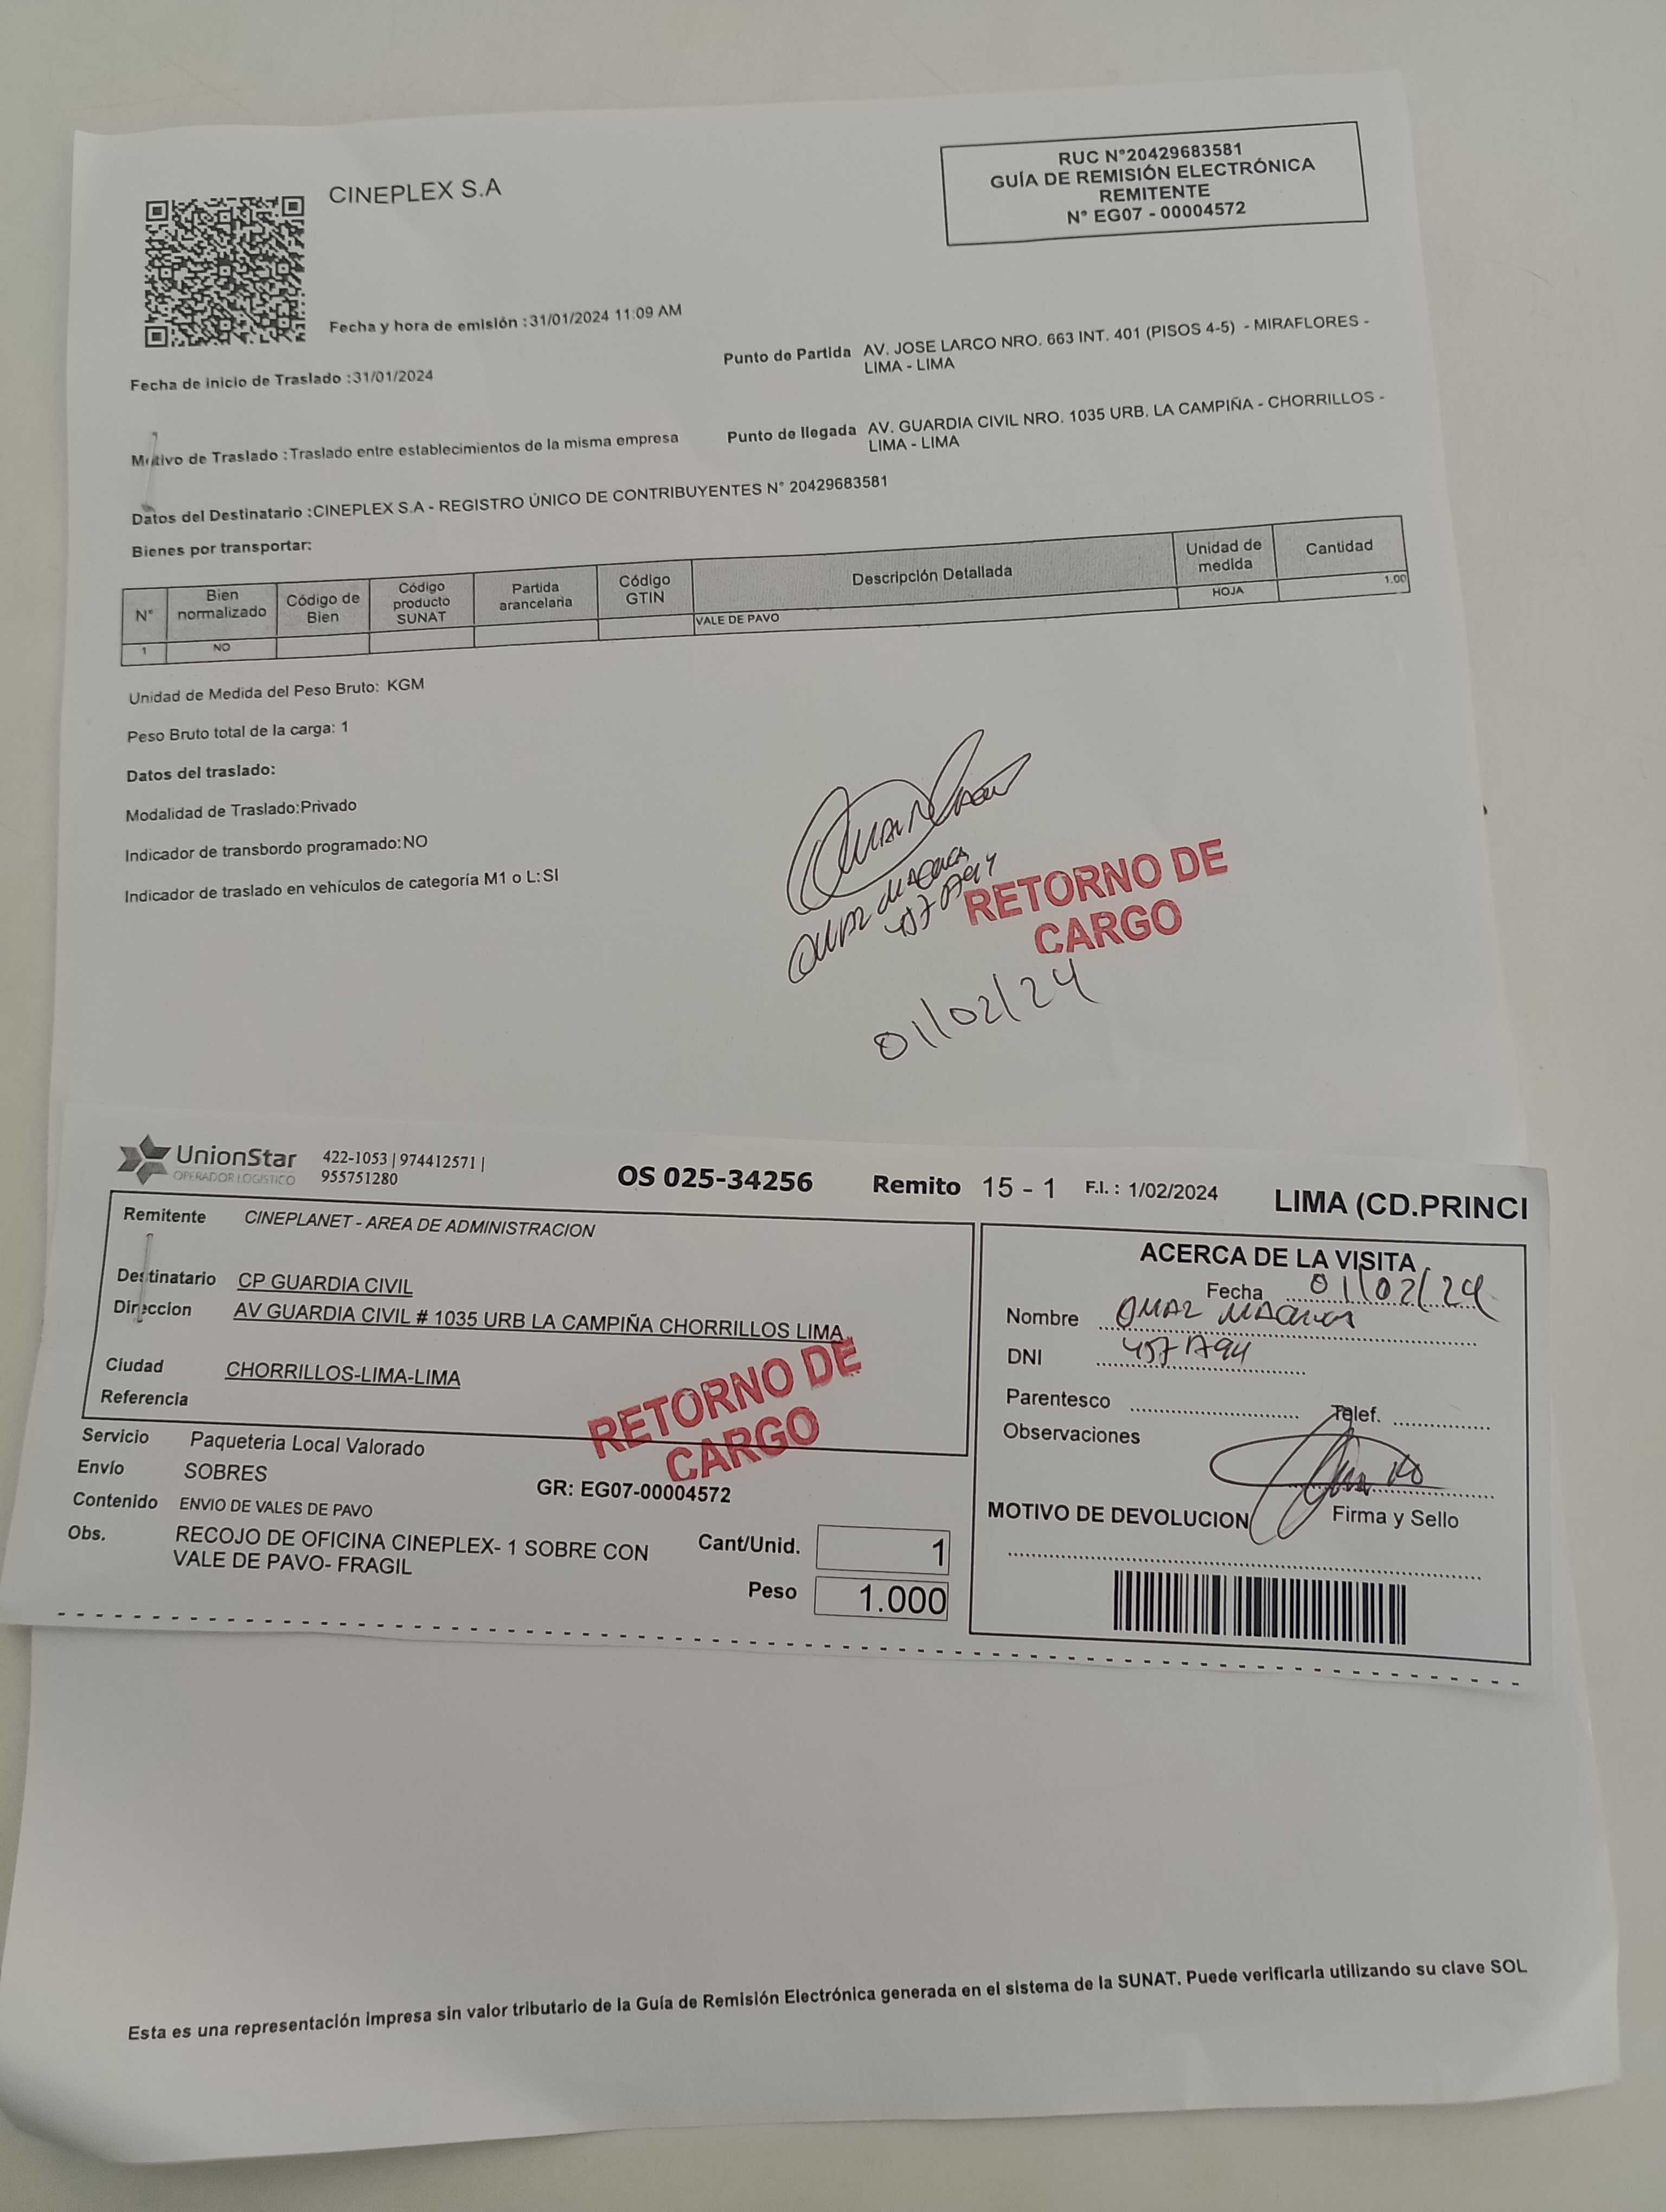 CINEPLEX S.A
RUC N°20429683581
GUÍA DE REMISIÓN ELECTRÓNICA
REMITENTE
N° EG07 - 00004572
Fecha y hora de emisión :31/01/2024 11:09 AM
Fecha de inicio de Traslado :31/01/2024
Punto de Partida AV. JOSE LARCO NRO. 663 INT. 401 (PISOS 4-5) - MIRAFLORES -
LIMA - LIMA
Motivo de Traslado :Traslado entre establecimientos de la misma empresa
Punto de llegada AV. GUARDIA CIVIL NRO. 1035 URB. LA CAMPIÑA - CHORRILLOS -
LIMA - LIMA
Datos del Destinatario :CINEPLEX S.A - REGISTRO ÚNICO DE CONTRIBUYENTES N° 20429683581
Bienes por transportar:
N° Bien normalizado Código de Bien Código producto SUNAT Partida arancelaria Código GTIN Descripción Detallada Unidad de medida Cantidad
1 NO VALE DE PAVO HOJA 1.00
Unidad de Medida del Peso Bruto: KGM
Peso Bruto total de la carga: 1
Datos del traslado:
Modalidad de Traslado:Privado
Indicador de transbordo programado:NO
Indicador de traslado en vehículos de categoría M1 o L:SI
RETORNO DE
CARGO
01/02/24
UnionStar
OPERADOR LOGISTICO
422-1053 | 974412571 |
955751280
OS 025-34256
Remito 15 - 1
F.I. : 1/02/2024
LIMA (CD.PRINCI
Remitente CINEPLANET - AREA DE ADMINISTRACION
Destinatario CP GUARDIA CIVIL
Direccion AV GUARDIA CIVIL # 1035 URB LA CAMPIÑA CHORRILLOS LIMA
Ciudad CHORRILLOS-LIMA-LIMA
Referencia
RETORNO DE
CARGO
Servicio Paqueteria Local Valorado
Envío SOBRES
GR: EG07-00004572
Contenido ENVIO DE VALES DE PAVO
Obs. RECOJO DE OFICINA CINEPLEX- 1 SOBRE CON
VALE DE PAVO- FRAGIL
Cant/Unid. 1
Peso 1.000
ACERCA DE LA VISITA
Fecha 01/02/24
Nombre
DNI
Parentesco Telef.
Observaciones
Firma y Sello
MOTIVO DE DEVOLUCION
Esta es una representación impresa sin valor tributario de la Guía de Remisión Electrónica generada en el sistema de la SUNAT. Puede verificarla utilizando su clave SOL